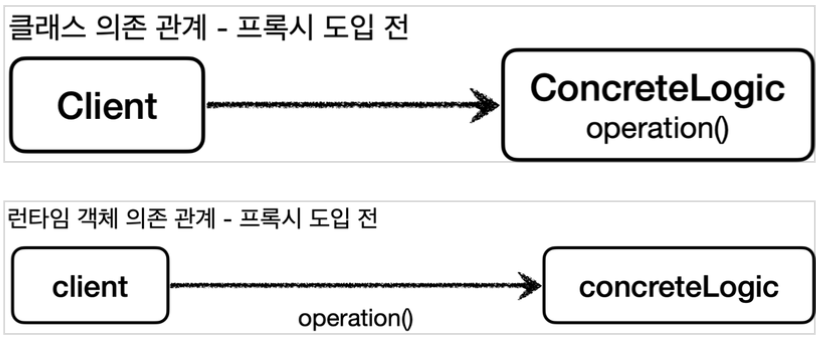 클래스 의존 관계 - 프록시 도입 전
Client
ConcreteLogic
operation()
런타임 객체 의존 관계 - 프록시 도입 전
client
operation()
concreteLogic